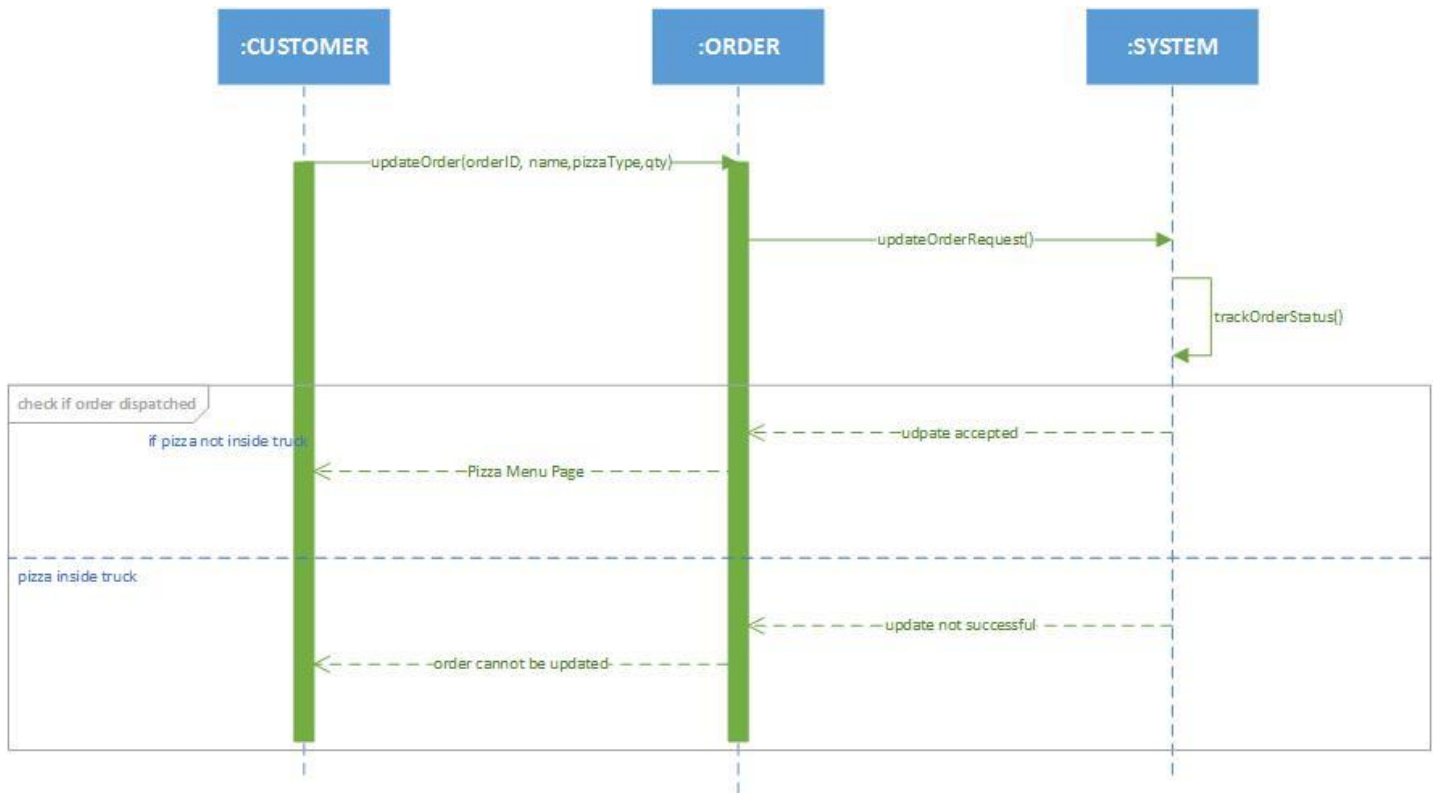 :CUSTOMER
:ORDER
:SYSTEM
updateOrder(orderID, name,pizzaType,qty)
updateOrderRequest()
trackOrderStatus()
check if order dispatched
udpate accepted
if pizza not inside truck
Pizza Menu Page
pizza inside truck
update not successful
order cannot be updated